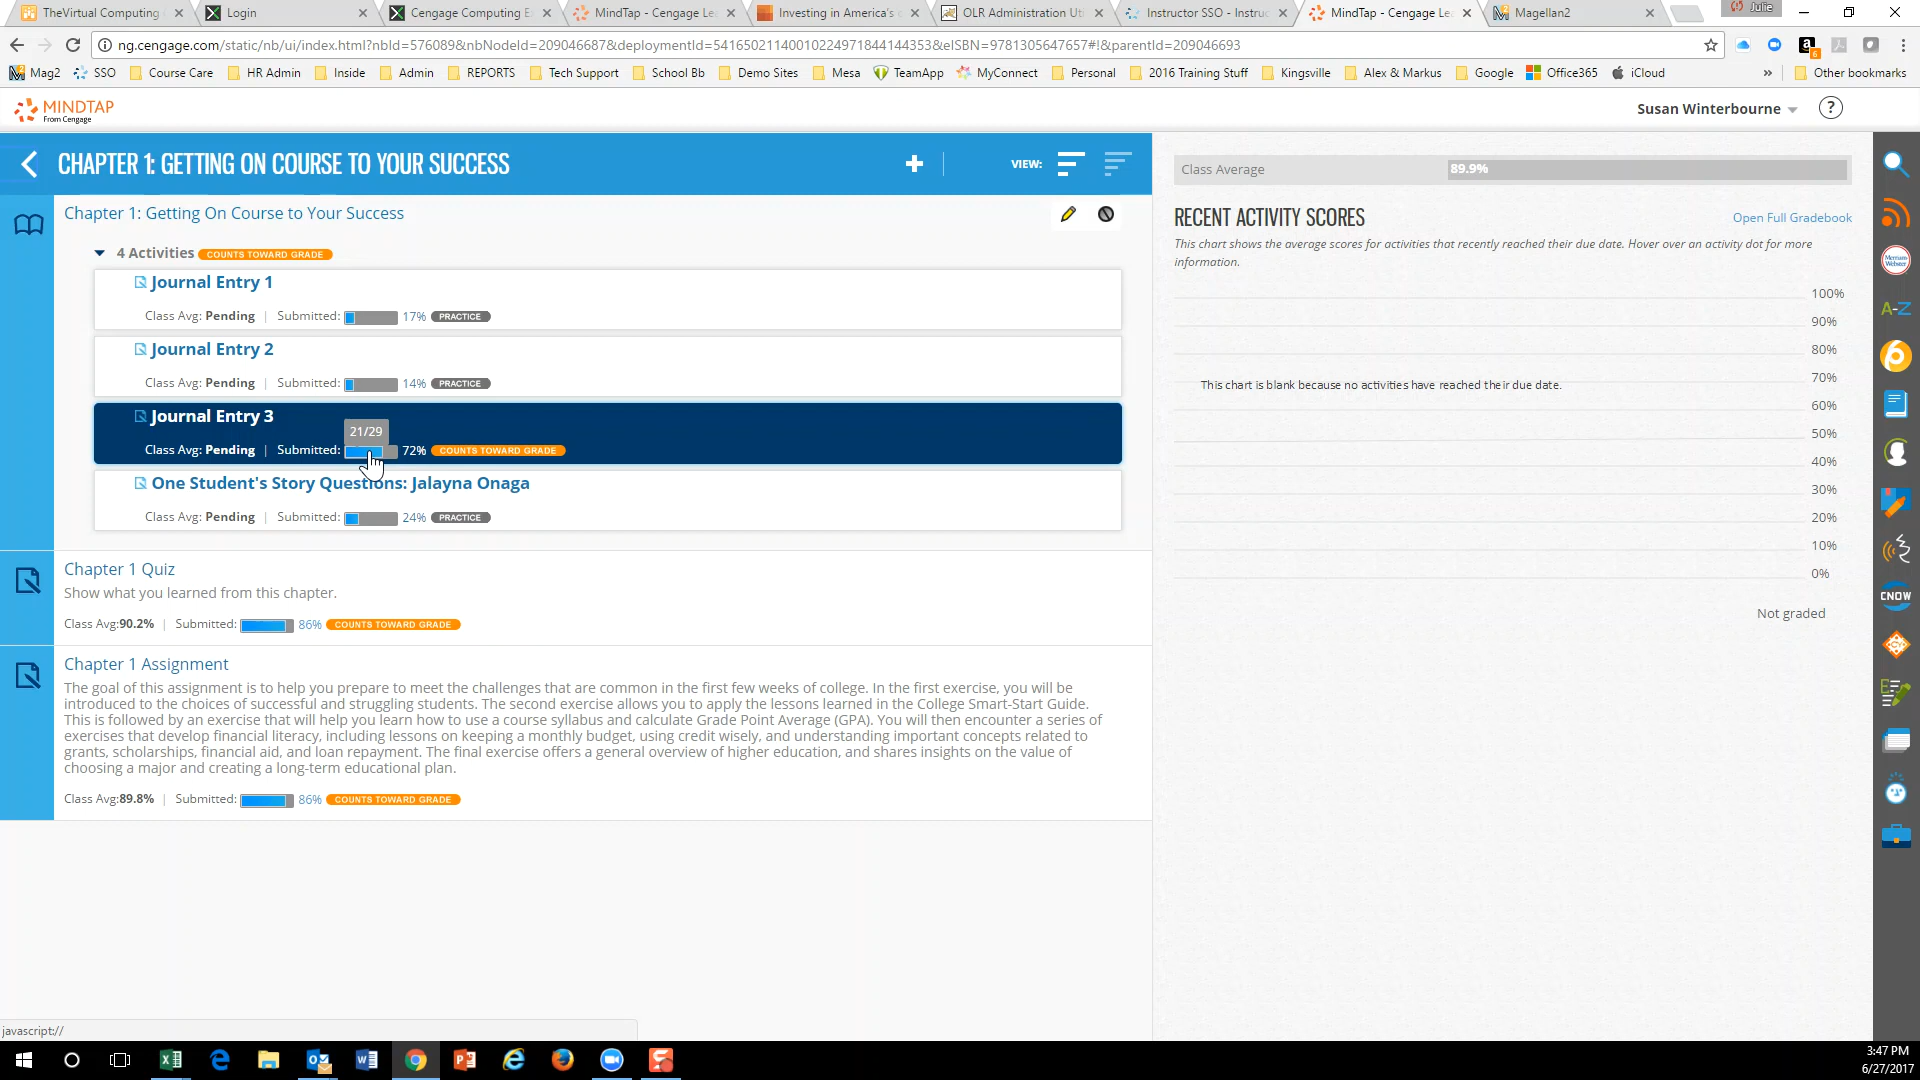 TheVirtual Computing
Login
Cengage Computing E
MindTap - Cengage Le
Investing in America's e
OLR Administration Ut
Instructor SSO - Instruc
MindTap - Cengage Le
Magellan2
Julie
ng.cengage.com/static/nb/ui/index.html?nbId=576089&nbNodeId=209046687&deploymentId=54165021140010224971844144353&eISBN=9781305647657#!&parentId=209046693
Mag2 SSO Course Care HR Admin Inside Admin REPORTS Tech Support School Bb Demo Sites Mesa TeamApp MyConnect Personal 2016 Training Stuff Kingsville Alex & Markus Google Office365 iCloud » Other bookmarks
MINDTAP
From Cengage
Susan Winterbourne
?
CHAPTER 1: GETTING ON COURSE TO YOUR SUCCESS
VIEW:
Chapter 1: Getting On Course to Your Success
4 Activities COUNTS TOWARD GRADE
Journal Entry 1
Class Avg: Pending | Submitted: 17% PRACTICE
Journal Entry 2
Class Avg: Pending | Submitted: 14% PRACTICE
Journal Entry 3
21/29
Class Avg: Pending | Submitted: 72% COUNTS TOWARD GRADE
One Student's Story Questions: Jalayna Onaga
Class Avg: Pending | Submitted: 24% PRACTICE
Chapter 1 Quiz
Show what you learned from this chapter.
Class Avg:90.2% | Submitted: 86% COUNTS TOWARD GRADE
Chapter 1 Assignment
The goal of this assignment is to help you prepare to meet the challenges that are common in the first few weeks of college. In the first exercise, you will be
introduced to the choices of successful and struggling students. The second exercise allows you to apply the lessons learned in the College Smart-Start Guide.
This is followed by an exercise that will help you learn how to use a course syllabus and calculate Grade Point Average (GPA). You will then encounter a series of
exercises that develop financial literacy, including lessons on keeping a monthly budget, using credit wisely, and understanding important concepts related to
grants, scholarships, financial aid, and loan repayment. The final exercise offers a general overview of higher education, and shares insights on the value of
choosing a major and creating a long-term educational plan.
Class Avg:89.8% | Submitted: 86% COUNTS TOWARD GRADE
Class Average 89.9%
RECENT ACTIVITY SCORES
Open Full Gradebook
This chart shows the average scores for activities that recently reached their due date. Hover over an activity dot for more
information.
100%
90%
80%
70%
This chart is blank because no activities have reached their due date.
60%
50%
40%
30%
20%
10%
0%
Not graded
Merriam-Webster
A-Z
CNOW
javascript://
3:47 PM
6/27/2017